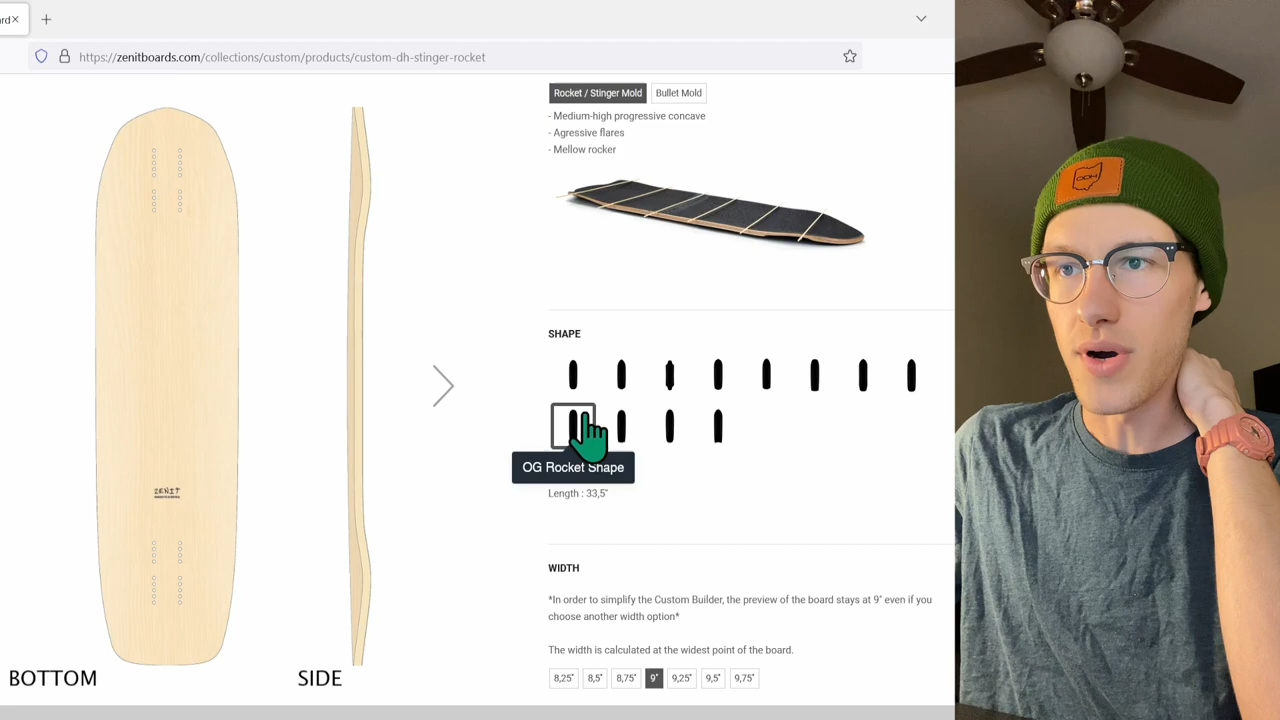 ard ×
+
https://zenitboards.com/collections/custom/products/custom-dh-stinger-rocket
Rocket / Stinger Mold
Bullet Mold
- Medium-high progressive concave
- Agressive flares
- Mellow rocker
SHAPE
OG Rocket Shape
Length : 33,5"
WIDTH
*In order to simplify the Custom Builder, the preview of the board stays at 9" even if you
choose another width option*
The width is calculated at the widest point of the board.
8,25" 8,5" 8,75" 9" 9,25" 9,5" 9,75"
ZENIT
BOTTOM
SIDE